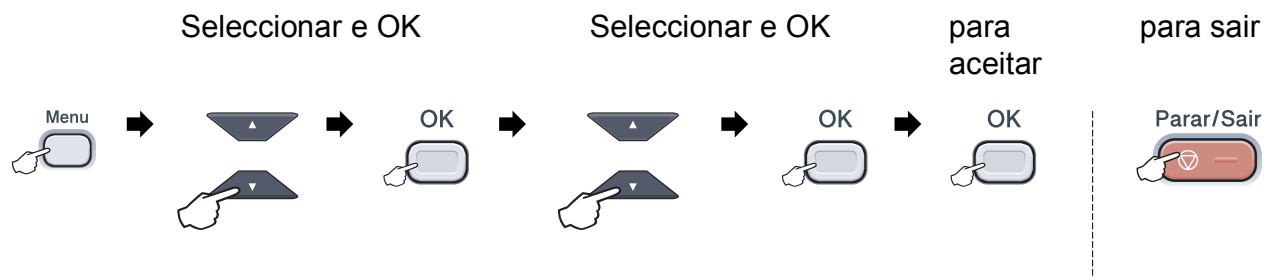 Seleccionar e OK
Seleccionar e OK
para
aceitar
para sair
Menu
OK
OK
OK
Parar/Sair